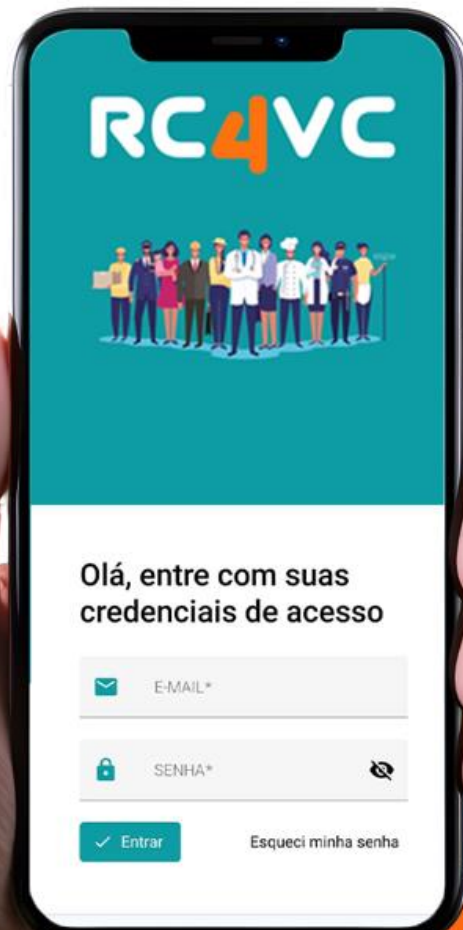 RC4VC
Olá, entre com suas
credenciais de acesso
E-MAIL*
SENHA*
Entrar
Esqueci minha senha